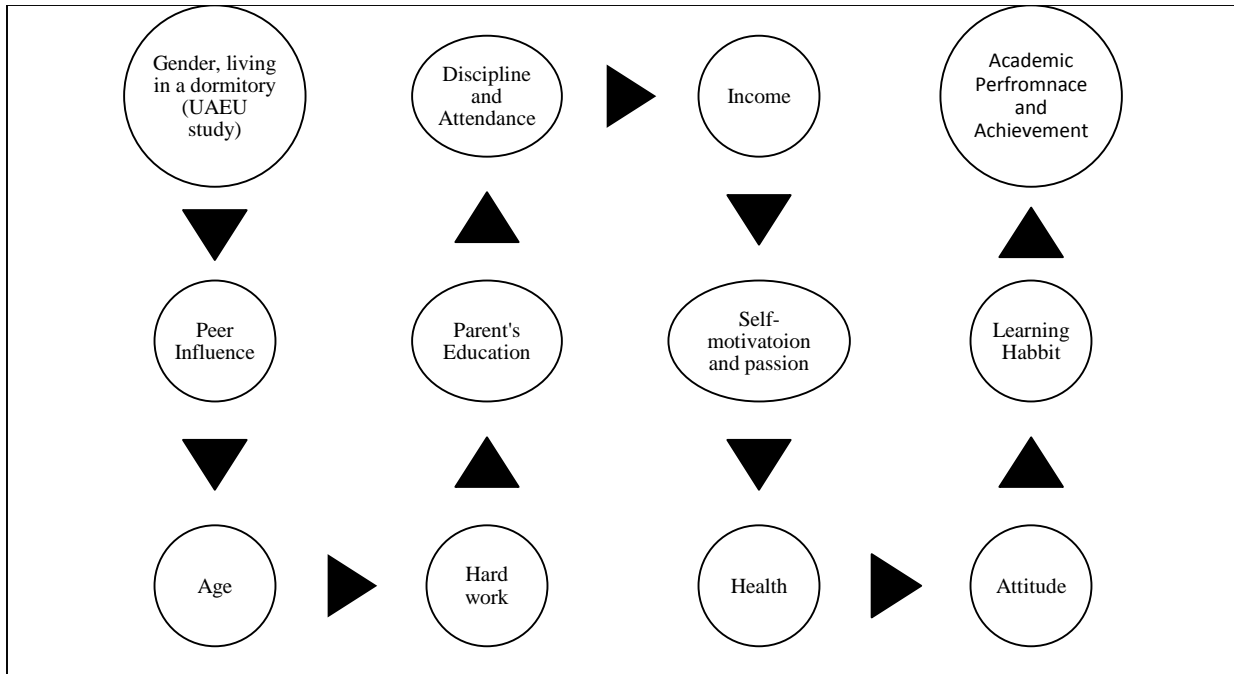 Gender, living
in a dormitory
(UAEU
study)
Peer
Influence
Age
Hard
work
Parent's
Education
Discipline
and
Attendance
Income
Self-
motivatoion
and passion
Health
Attitude
Learning
Habbit
Academic
Perfromnace
and
Achievement